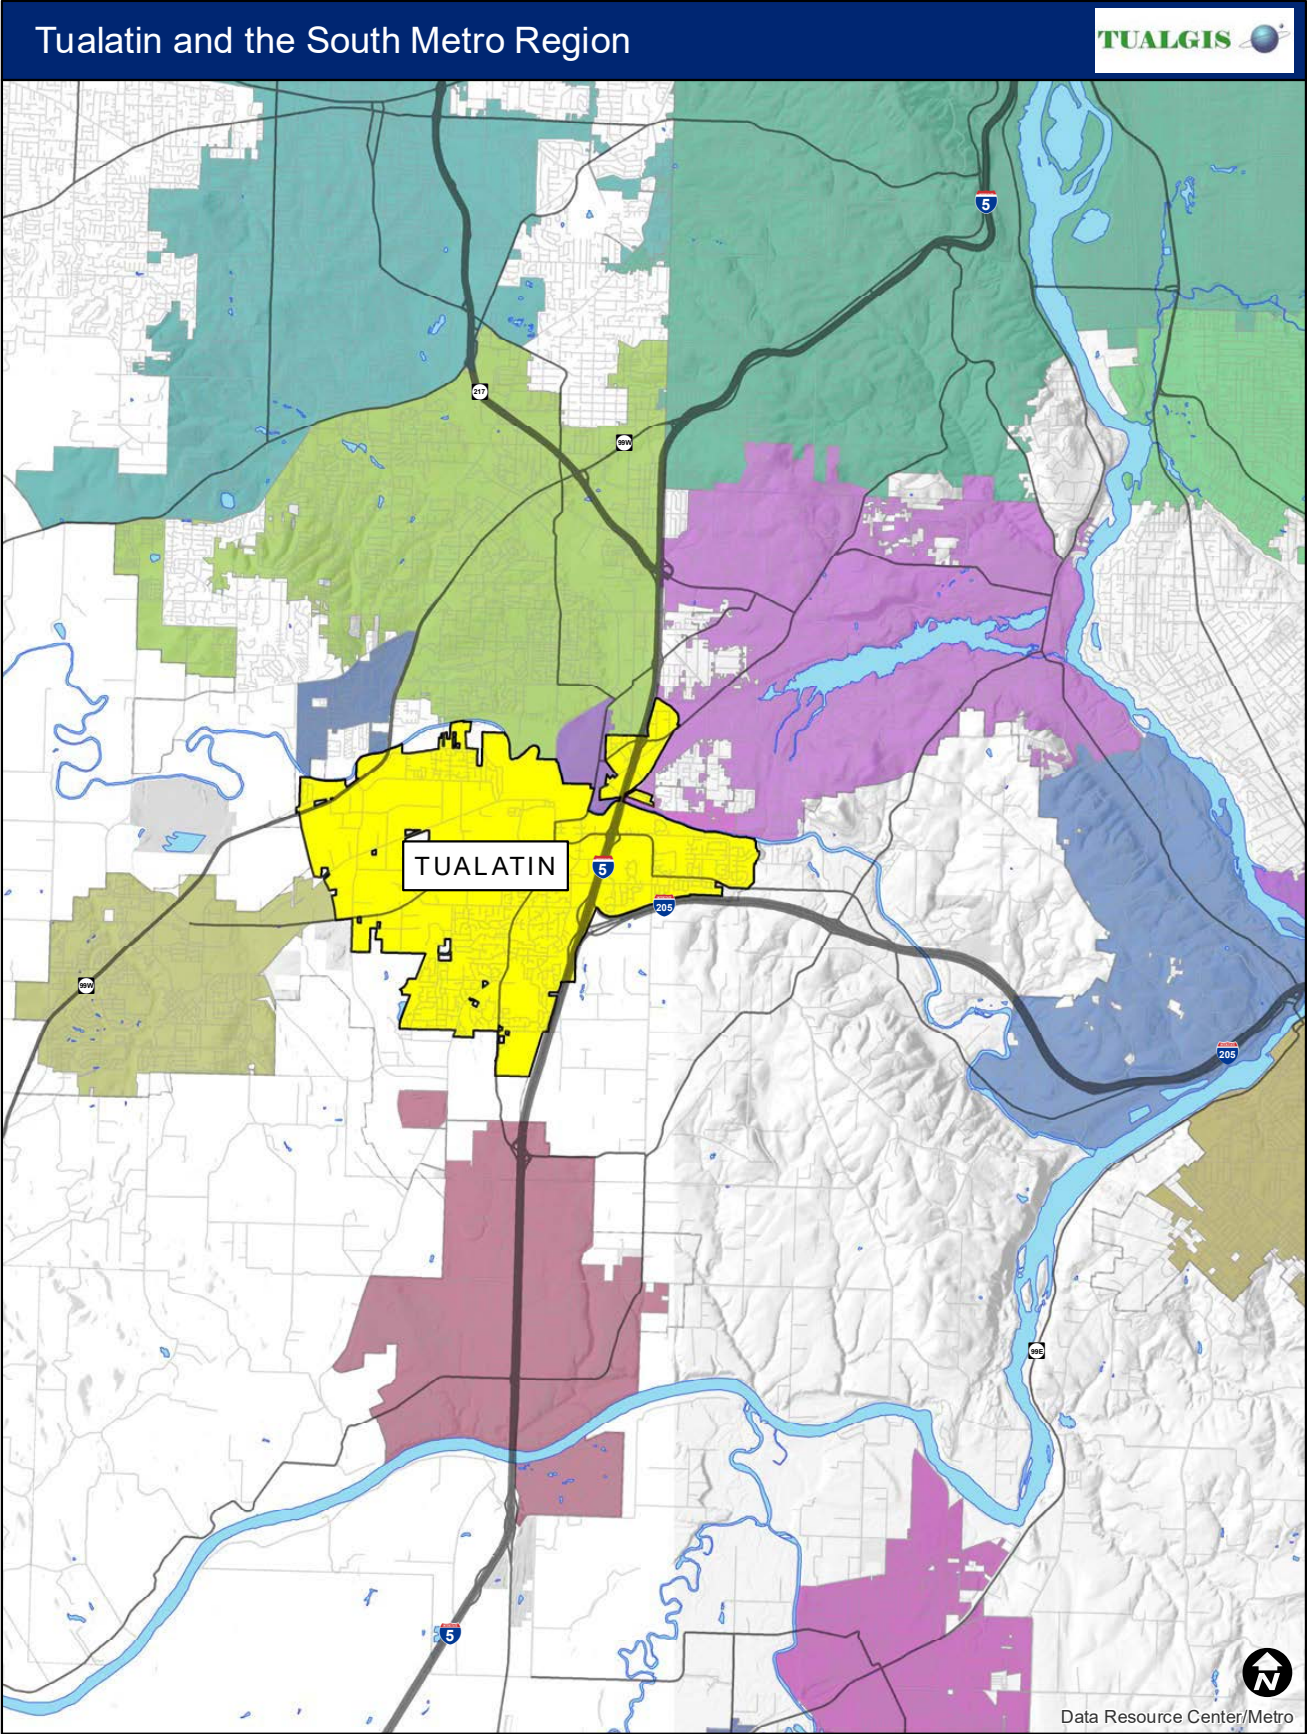 Tualatin and the South Metro Region
TUALGIS
5
217
99W
TUALATIN
5
205
99W
205
99E
5
N
Data Resource Center/Metro